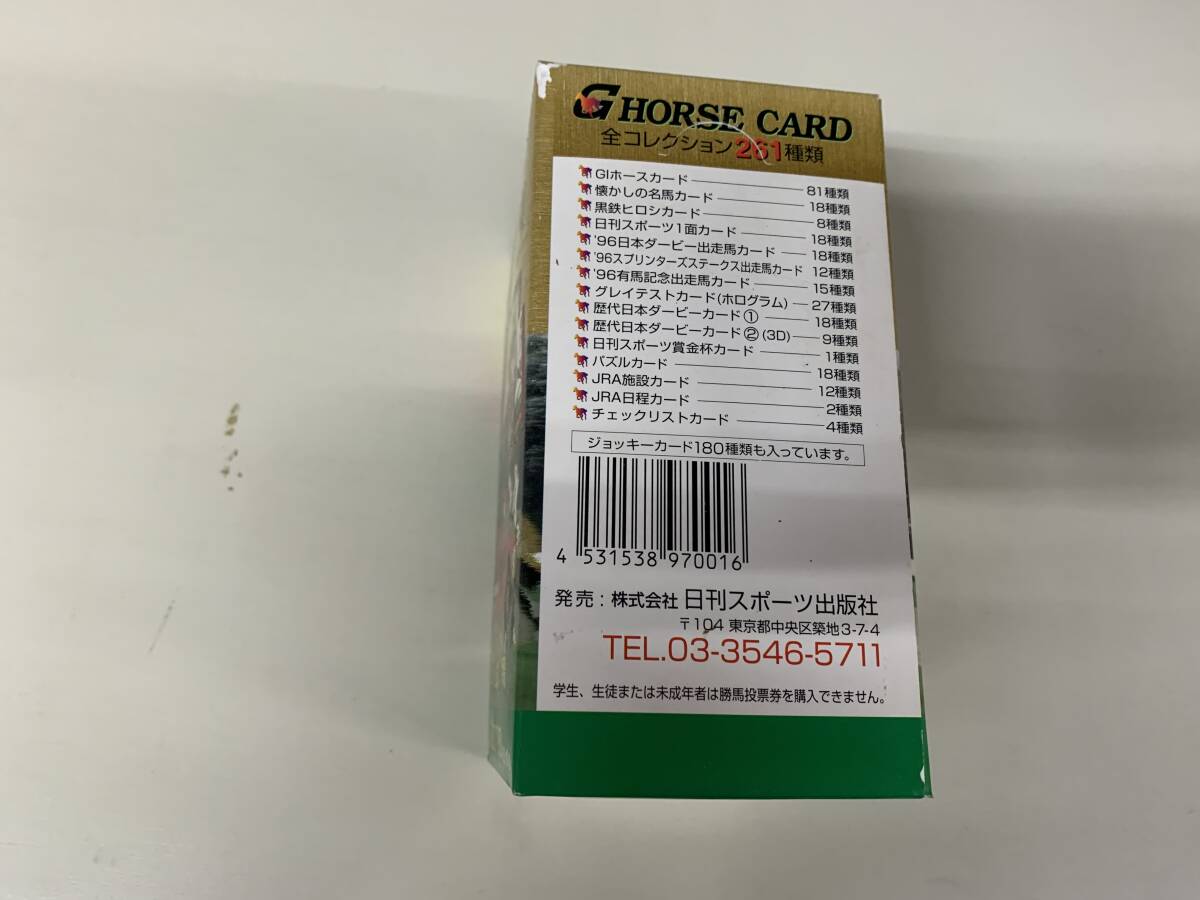 G HORSE CARD
全コレクション261種類
GIホースカード 81種類
懐かしの名馬カード 18種類
黒鉄ヒロシカード 8種類
日刊スポーツ1面カード 18種類
'96日本ダービー出走馬カード 18種類
'96スプリンターズステークス出走馬カード 12種類
'96有馬記念出走馬カード 15種類
グレイテストカード(ホログラム) 27種類
歴代日本ダービーカード① 18種類
歴代日本ダービーカード②(3D) 9種類
日刊スポーツ賞金杯カード 1種類
パズルカード 18種類
JRA施設カード 12種類
JRA日程カード 2種類
チェックリストカード 4種類
ジョッキーカード180種類も入っています。
4 531538 970016
発売：株式会社 日刊スポーツ出版社
〒104 東京都中央区築地3-7-4
TEL.03-3546-5711
学生、生徒または未成年者は勝馬投票券を購入できません。